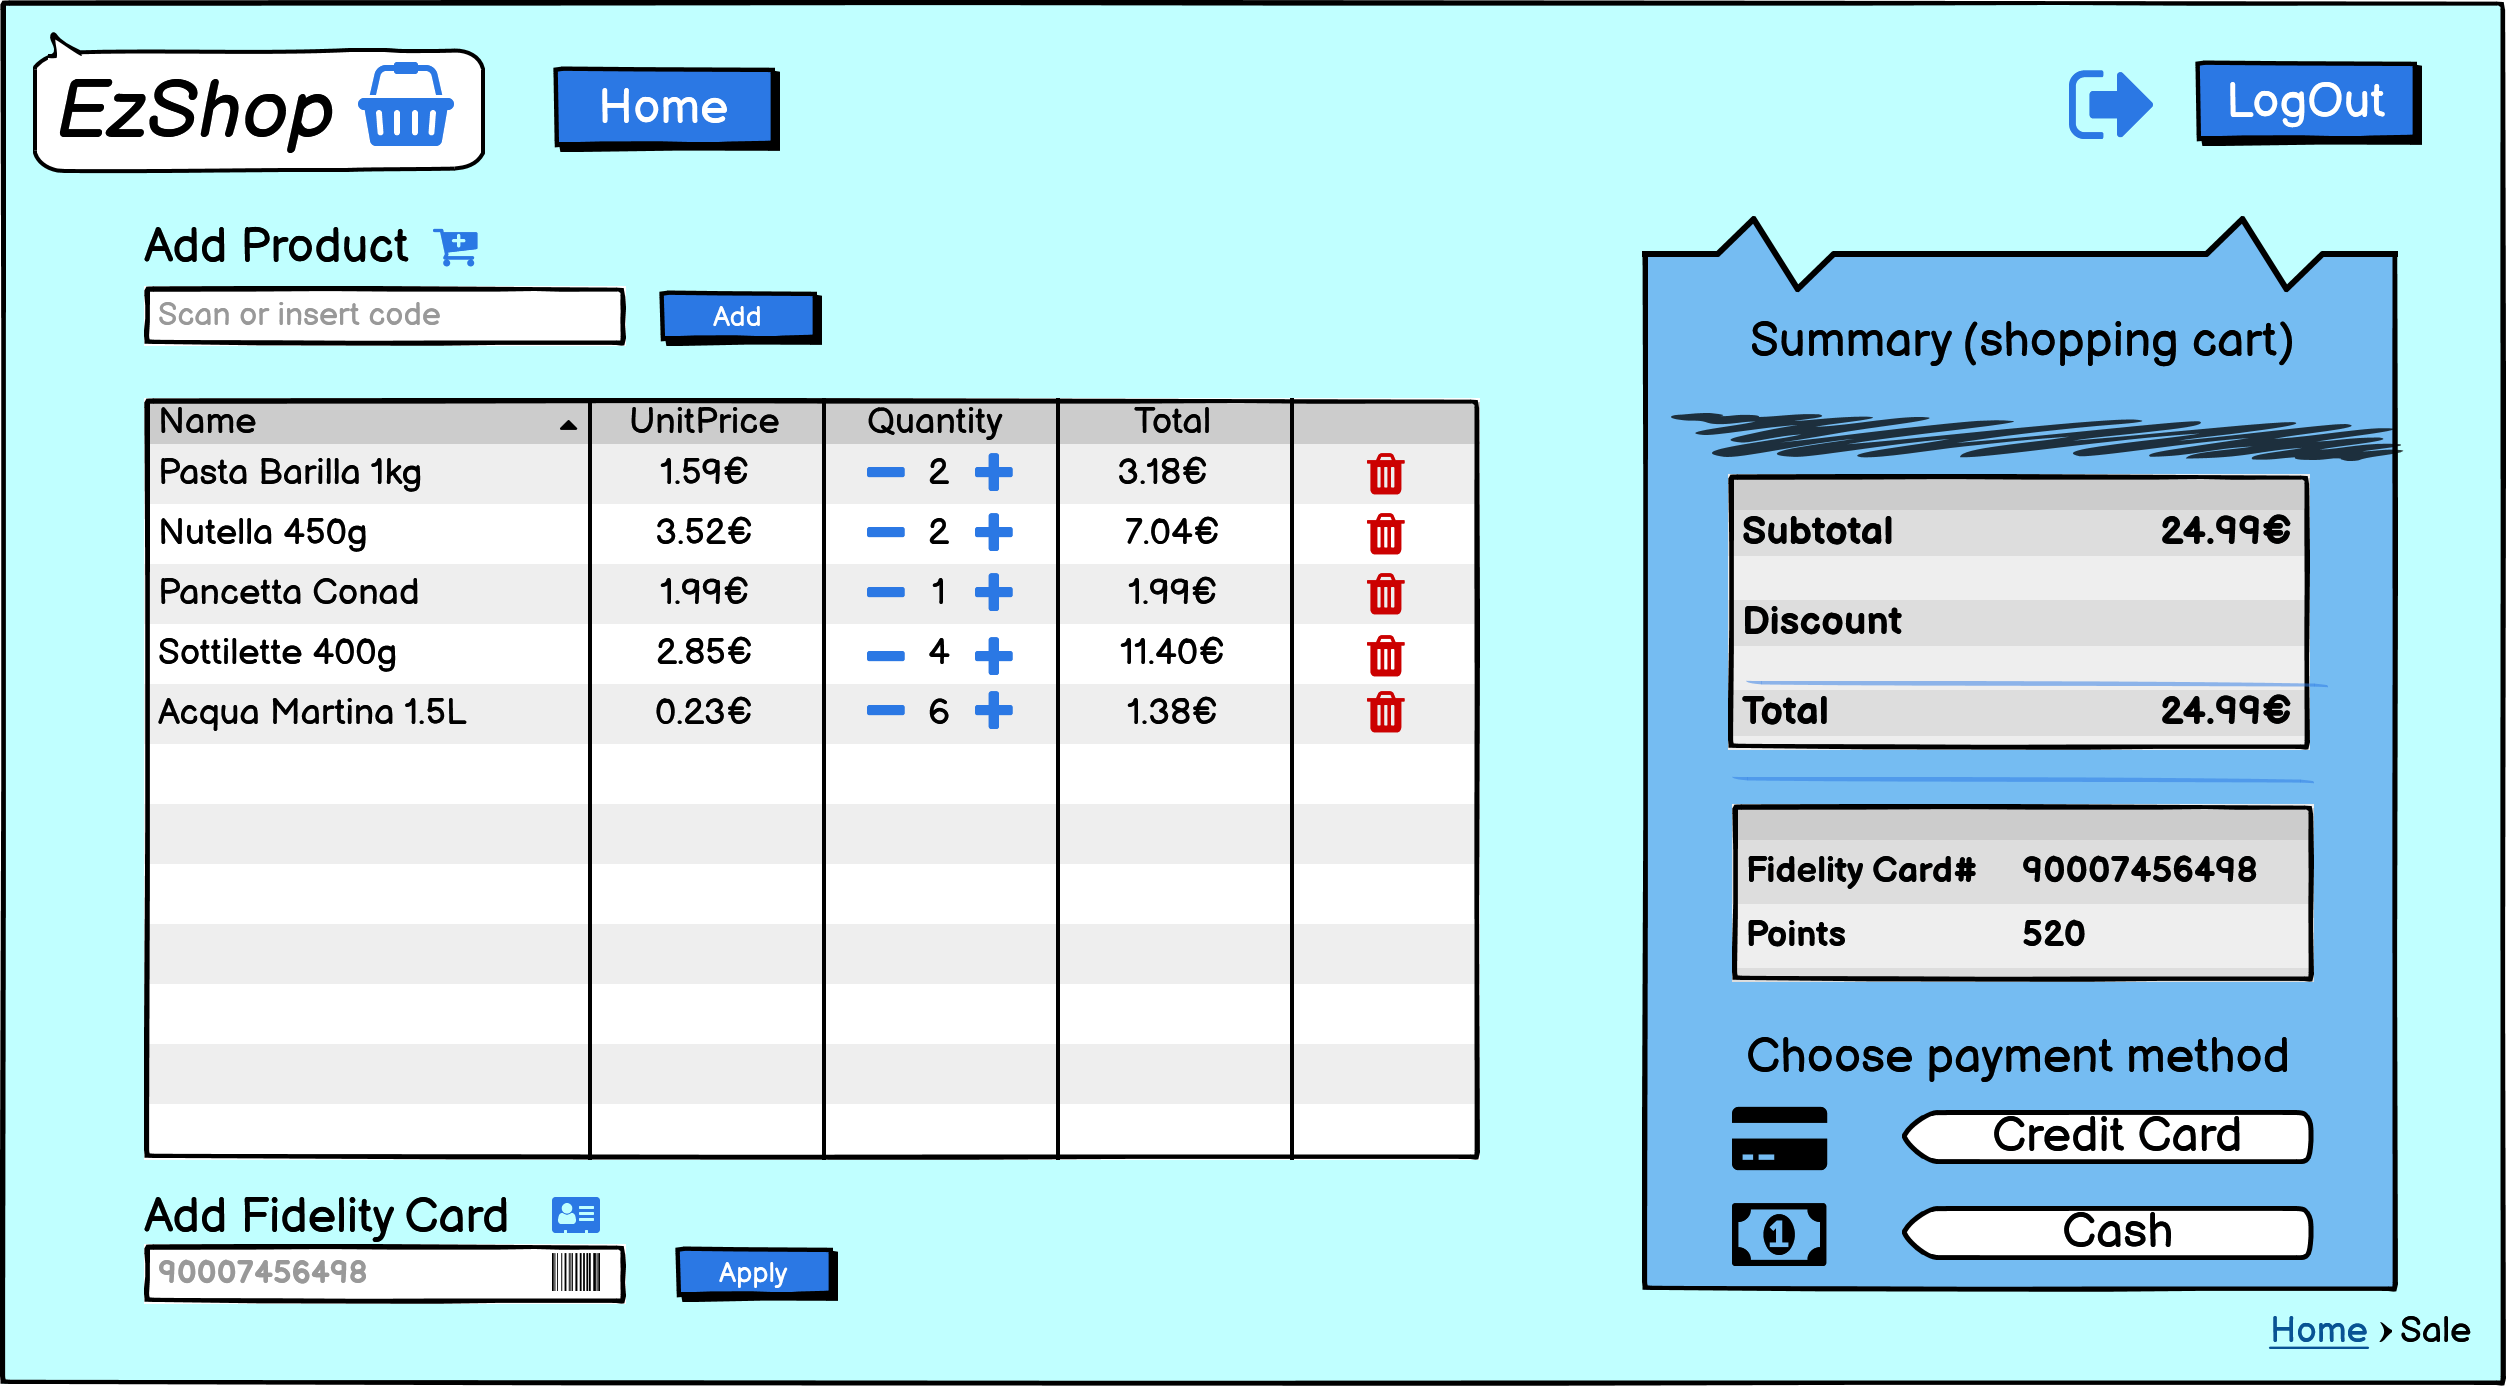 EzShop
Home
LogOut
Add Product
Scan or insert code
Add
Name UnitPrice Quantity Total
Pasta Barilla 1kg 1.59€ 2 3.18€
Nutella 450g 3.52€ 2 7.04€
Pancetta Conad 1.99€ 1 1.99€
Sottilette 400g 2.85€ 4 11.40€
Acqua Martina 1.5L 0.23€ 6 1.38€
Add Fidelity Card
90007456498
Apply
Summary (shopping cart)
Subtotal 24.99€
Discount
Total 24.99€
Fidelity Card# 90007456498
Points 520
Choose payment method
Credit Card
1 Cash
Home > Sale